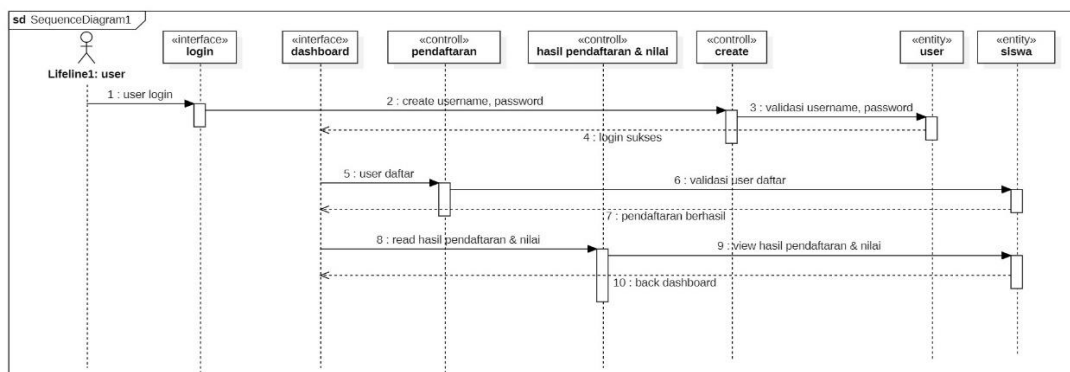 sd SequenceDiagram1
«interface»
login
«interface»
dashboard
«controll»
pendaftaran
«controll»
hasil pendaftaran & nilai
«controll»
create
«entity»
user
«entity»
siswa
Lifeline1: user
1 : user login
2 : create username, password
3 : validasi username, password
4 : login sukses
5 : user daftar
6 : validasi user daftar
7 : pendaftaran berhasil
8 : read hasil pendaftaran & nilai
9 : view hasil pendaftaran & nilai
10 : back dashboard